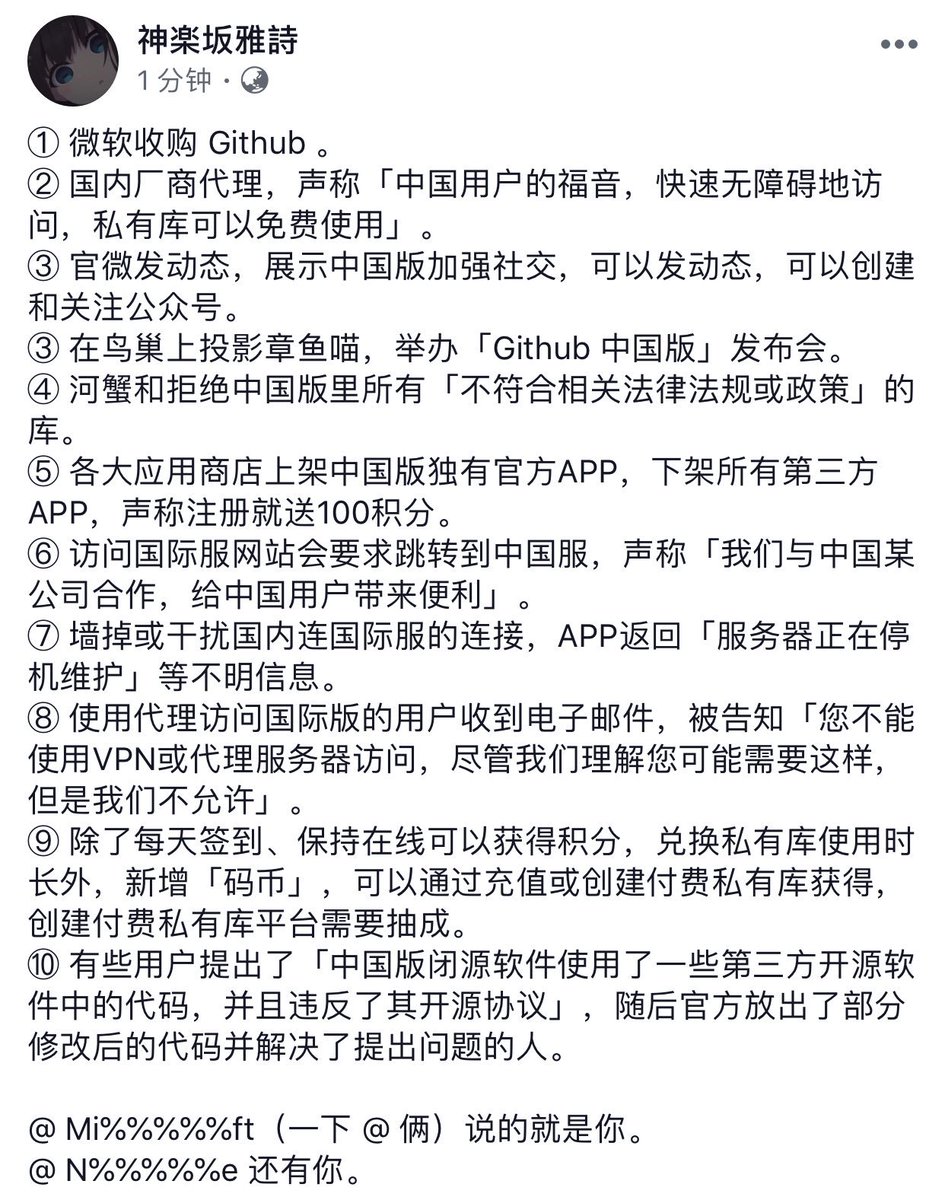 神楽坂雅詩
1 分钟 ·
① 微软收购 Github 。
② 国内厂商代理，声称「中国用户的福音，快速无障碍地访
问，私有库可以免费使用」。
③ 官微发动态，展示中国版加强社交，可以发动态，可以创建
和关注公众号。
③ 在鸟巢上投影章鱼喵，举办「Github 中国版」发布会。
④ 河蟹和拒绝中国版里所有「不符合相关法律法规或政策」的
库。
⑤ 各大应用商店上架中国版独有官方APP，下架所有第三方
APP，声称注册就送100积分。
⑥ 访问国际服网站会要求跳转到中国服，声称「我们与中国某
公司合作，给中国用户带来便利」。
⑦ 墙掉或干扰国内连国际服的连接，APP返回「服务器正在停
机维护」等不明信息。
⑧ 使用代理访问国际版的用户收到电子邮件，被告知「您不能
使用VPN或代理服务器访问，尽管我们理解您可能需要这样，
但是我们不允许」。
⑨ 除了每天签到、保持在线可以获得积分，兑换私有库使用时
长外，新增「码币」，可以通过充值或创建付费私有库获得，
创建付费私有库平台需要抽成。
⑩ 有些用户提出了「中国版闭源软件使用了一些第三方开源软
件中的代码，并且违反了其开源协议」，随后官方放出了部分
修改后的代码并解决了提出问题的人。
@ Mi%%%%%ft（一下 @ 俩）说的就是你。
@ N%%%%%e 还有你。